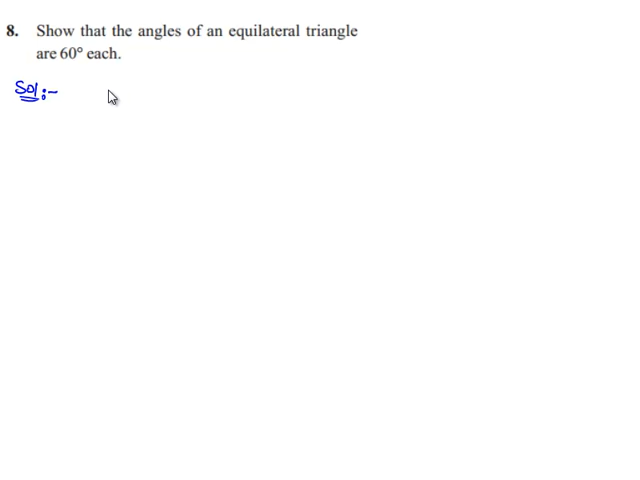 8. Show that the angles of an equilateral triangle
are 60° each.
Sol:-